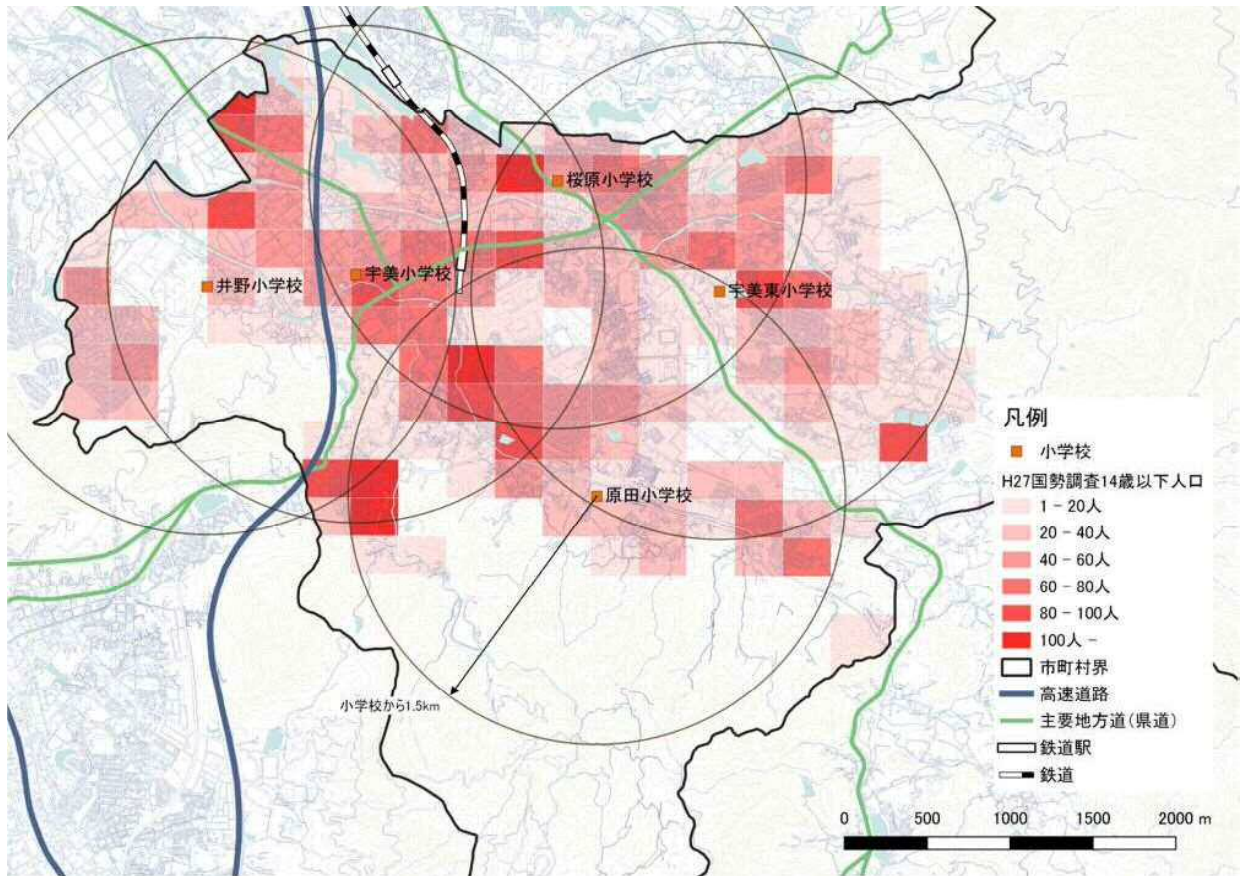 桜原小学校
宇美小学校
井野小学校
宇美東小学校
原田小学校
小学校から1.5km
凡例
小学校
H27国勢調査14歳以下人口
1 - 20人
20 - 40人
40 - 60人
60 - 80人
80 - 100人
100人 -
市町村界
高速道路
主要地方道(県道)
鉄道駅
鉄道
0 500 1000 1500 2000 m